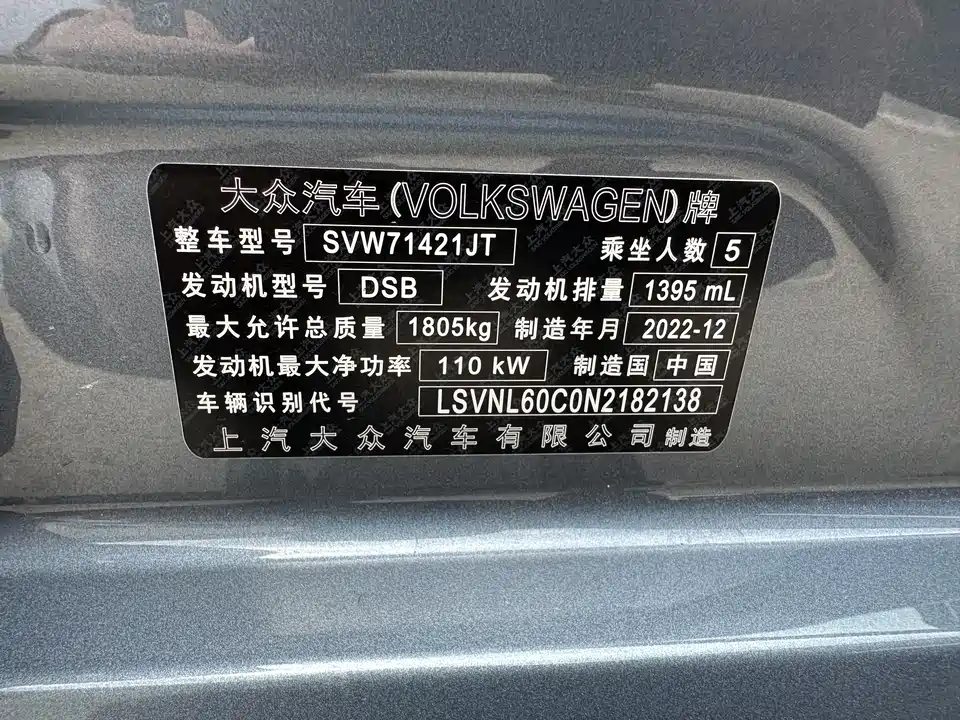 大众汽车(VOLKSWAGEN)牌
整车型号 SVW71421JT 乘坐人数 5
发动机型号 DSB 发动机排量 1395 mL
最大允许总质量 1805kg 制造年月 2022-12
发动机最大净功率 110 kW 制造国 中国
车辆识别代号 LSVNL60C0N2182138
上汽大众汽车有限公司 制造